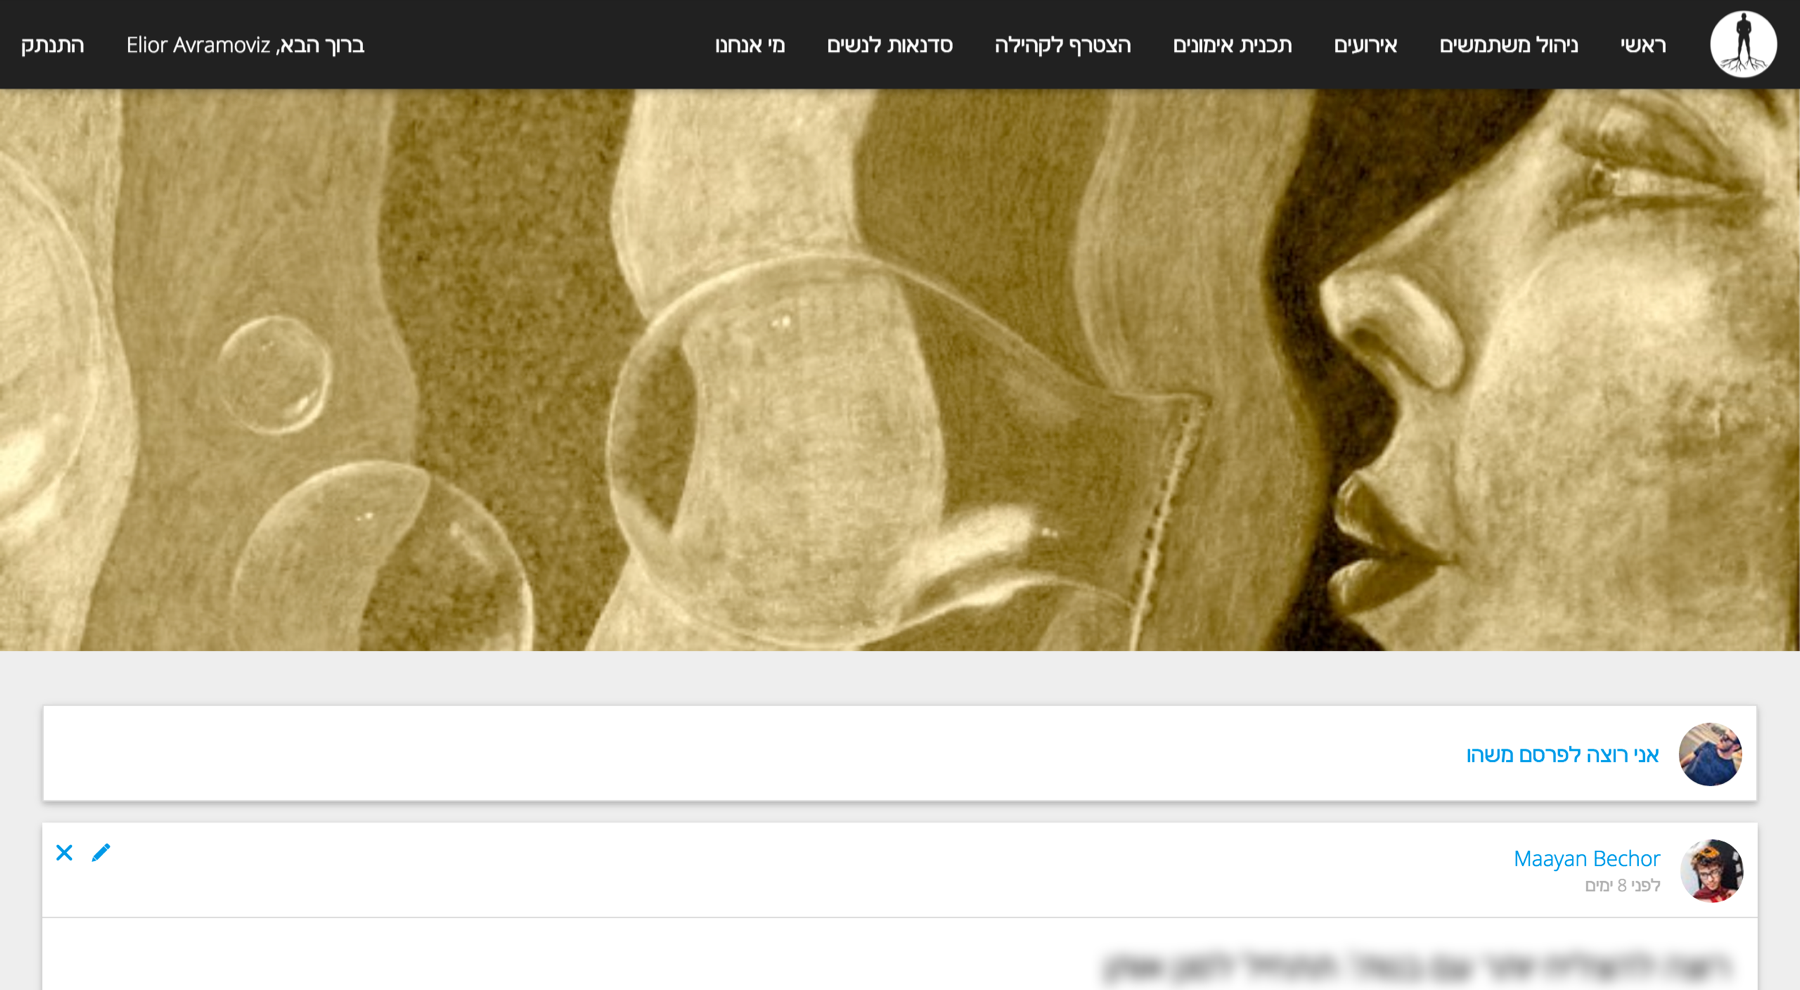 ראשי ניהול משתמשים אירועים תכנית אימונים הצטרף לקהילה סדנאות לנשים מי אנחנו ברוך הבא, Elior Avramoviz התנתק
אני רוצה לפרסם משהו
Maayan Bechor
לפני 8 ימים